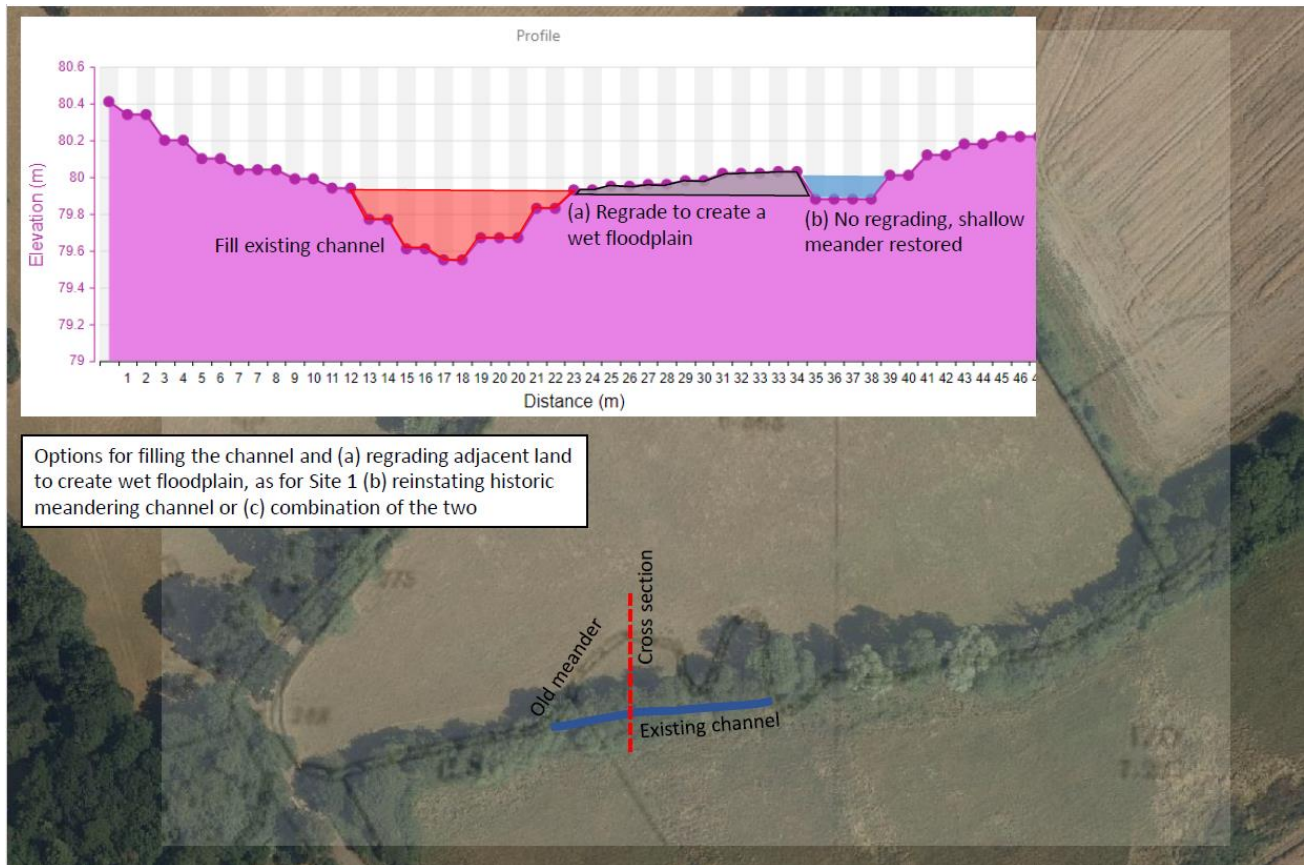 Profile
80.6
80.4
80.2
80
79.8
79.6
79.4
79.2
79
Elevation (m)
Fill existing channel
(a) Regrade to create a
wet floodplain
(b) No regrading, shallow
meander restored
1 2 3 4 5 6 7 7 8 9 10 11 12 13 14 15 16 17 18 19 20 20 21 22 23 24 25 26 27 28 29 30 31 32 33 33 34 35 36 37 38 39 40 41 42 43 44 45 46 4
Distance (m)
Options for filling the channel and (a) regrading adjacent land
to create wet floodplain, as for Site 1 (b) reinstating historic
meandering channel or (c) combination of the two
375
Old meander
Cross section
Existing channel